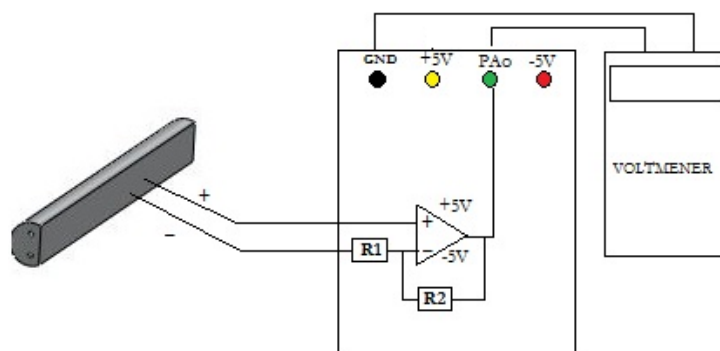 GND +5V PAo -5V
VOLTMENER
+
+ +5V
−
R1 − -5V
R2